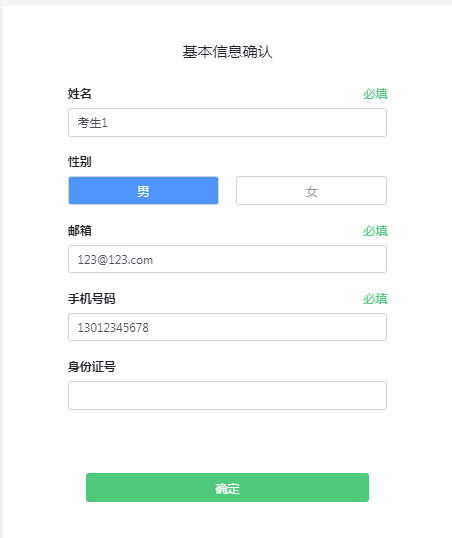 基本信息确认
姓名 必填
考生1
性别
男 女
邮箱 必填
123@123.com
手机号码 必填
13012345678
身份证号
确定